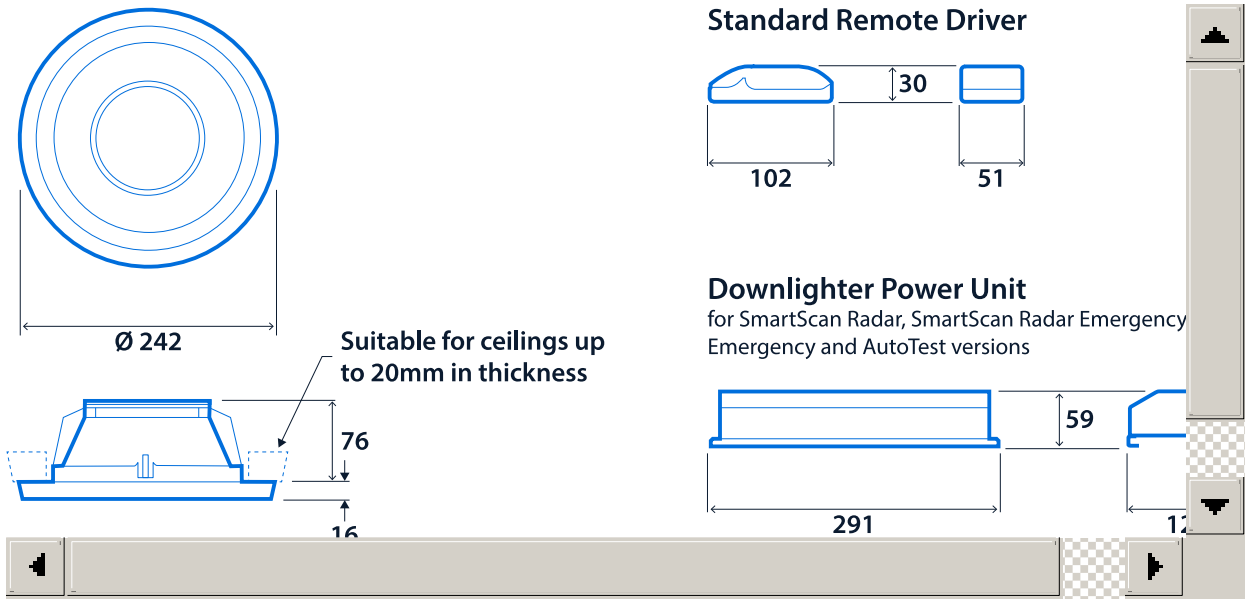 Standard Remote Driver
30
102
51
Ø 242
Downlighter Power Unit
for SmartScan Radar, SmartScan Radar Emergency
Emergency and AutoTest versions
Suitable for ceilings up
to 20mm in thickness
76
16
59
291